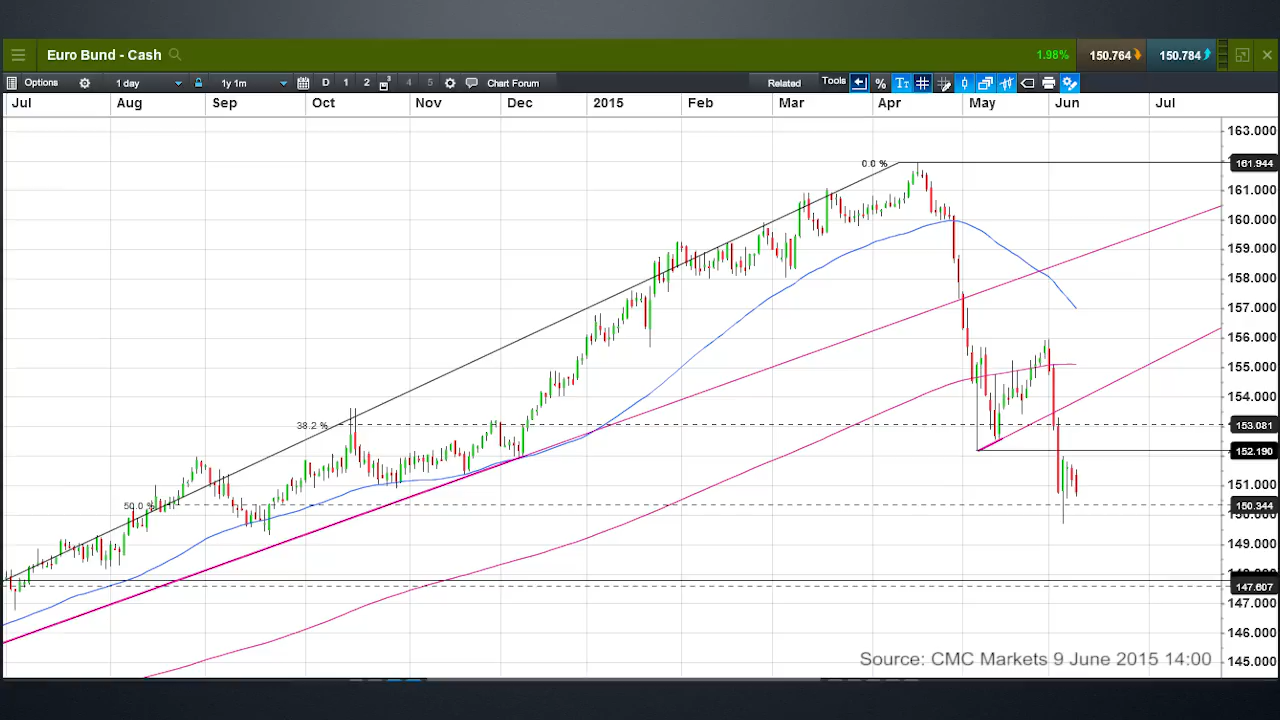 Euro Bund - Cash 1.98% 150.764 150.784
Options 1 day 1y 1m D 1 2 3 4 5 Chart Forum Related Tools % TT
Jul Aug Sep Oct Nov Dec 2015 Feb Mar Apr May Jun Jul
163.000
0.0 % 161.944
161.000
160.000
159.000
158.000
157.000
156.000
155.000
154.000
38.2 % 153.081
152.190
151.000
50.0 % 150.344
149.000
147.607
147.000
146.000
Source: CMC Markets 9 June 2015 14:00
145.000